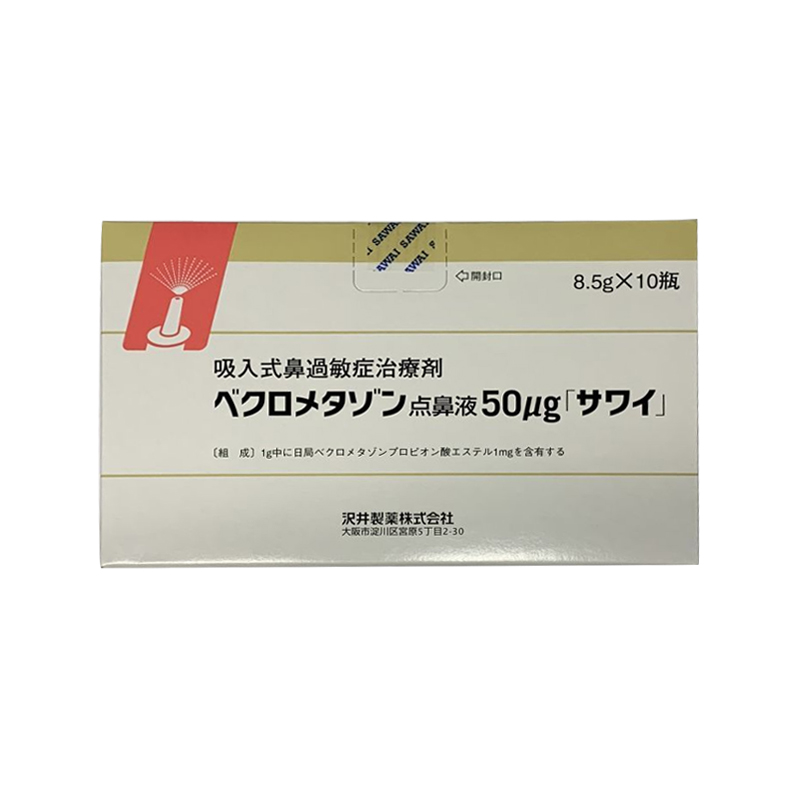 SAWAI SAWAI
開封口
8.5g×10瓶
吸入式鼻過敏症治療剤
ベクロメタゾン点鼻液50μg「サワイ」
〔組 成〕1g中に日局ベクロメタゾンプロピオン酸エステル1mgを含有する
沢井製薬株式会社
大阪市淀川区宮原5丁目2-30